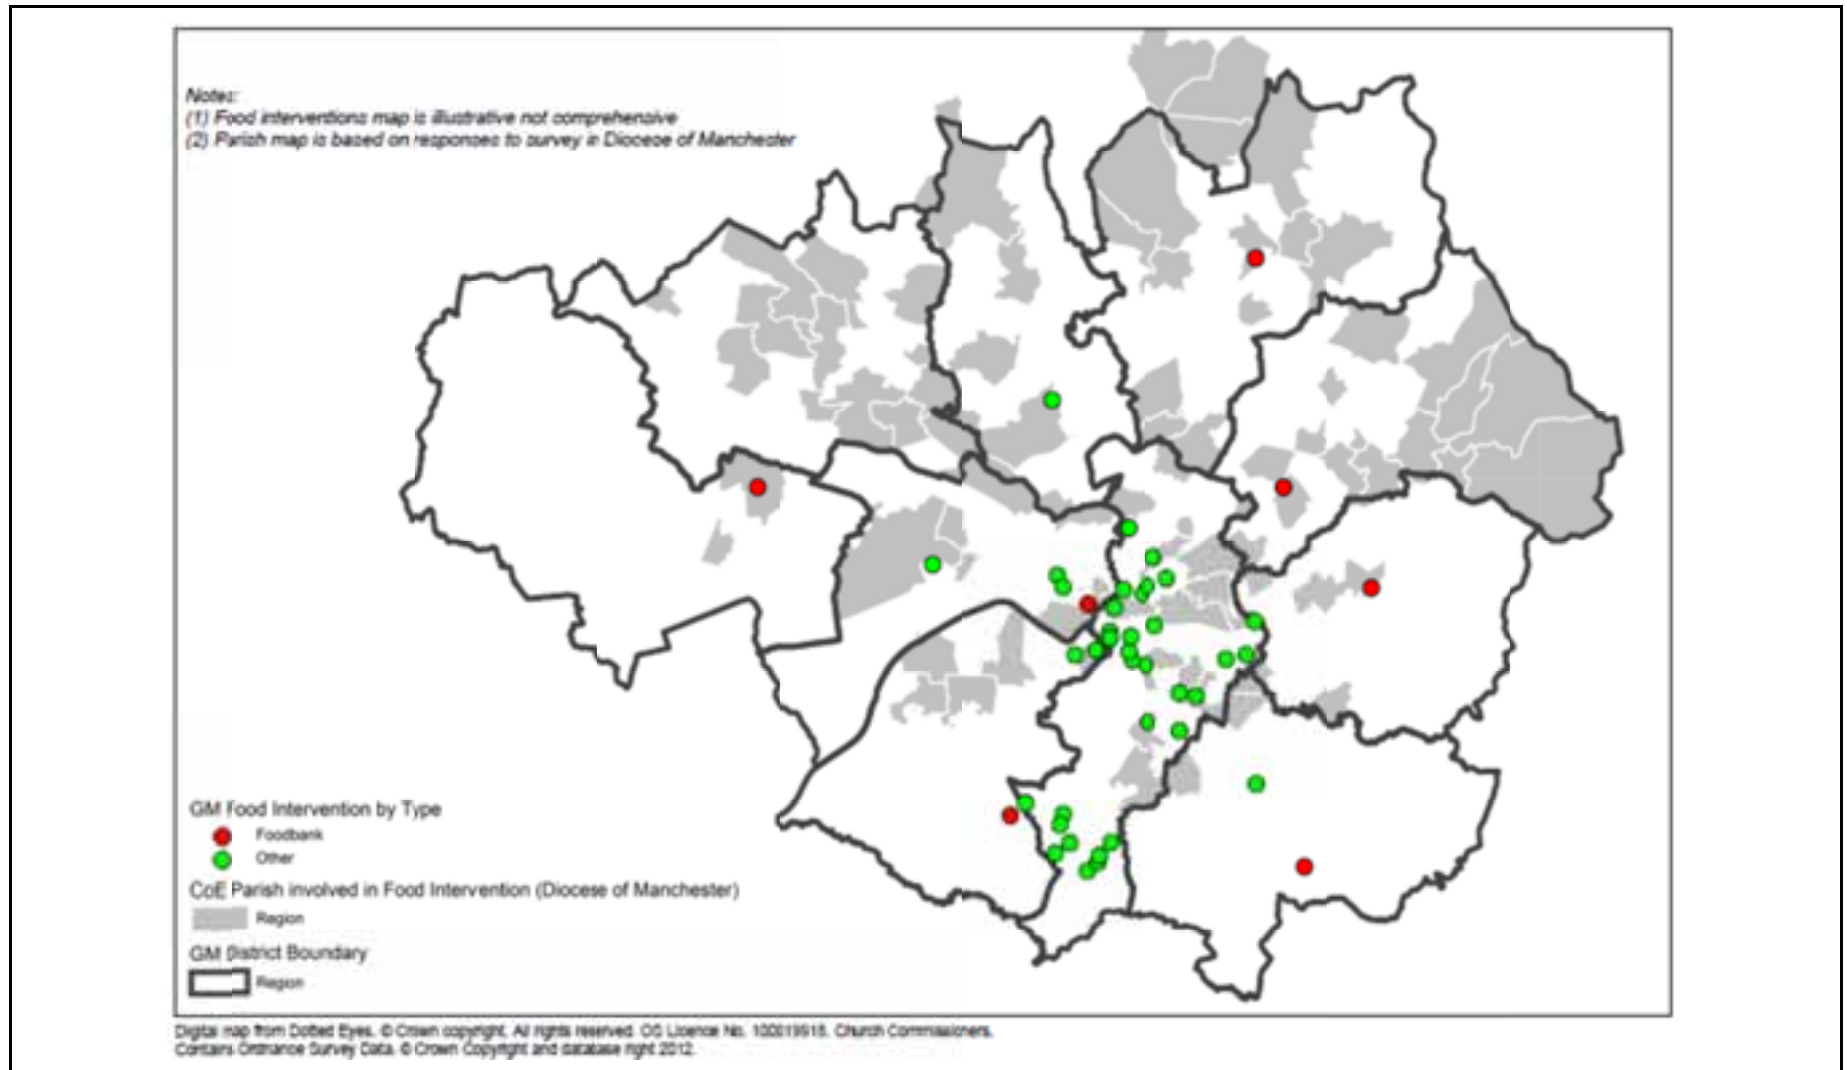 Notes:
(1) Food interventions map is illustrative not comprehensive
(2) Parish map is based on responses to survey in Diocese of Manchester
GM Food Intervention by Type
Foodbank
Other
CoE Parish involved in Food Intervention (Diocese of Manchester)
Region
GM District Boundary
Region
Digital map from Dotted Eyes. © Crown copyright. All rights reserved. OS Licence No. 100019918. Church Commissioners.
Contains Ordnance Survey Data. © Crown Copyright and database right 2012.